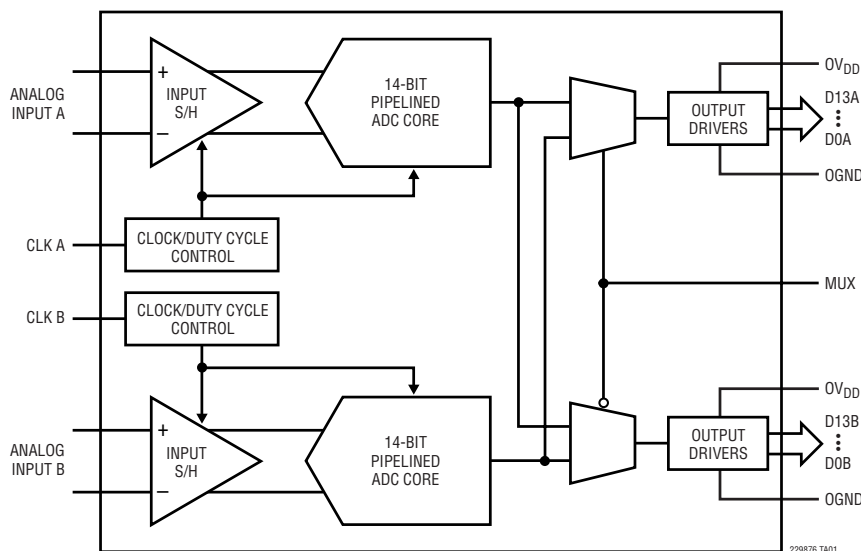 ANALOG
INPUT A
+
−
INPUT
S/H
14-BIT
PIPELINED
ADC CORE
OUTPUT
DRIVERS
OVDD
D13A
D0A
OGND
CLK A
CLOCK/DUTY CYCLE
CONTROL
MUX
CLK B
CLOCK/DUTY CYCLE
CONTROL
ANALOG
INPUT B
+
−
INPUT
S/H
14-BIT
PIPELINED
ADC CORE
OUTPUT
DRIVERS
OVDD
D13B
D0B
OGND
229876 TA01